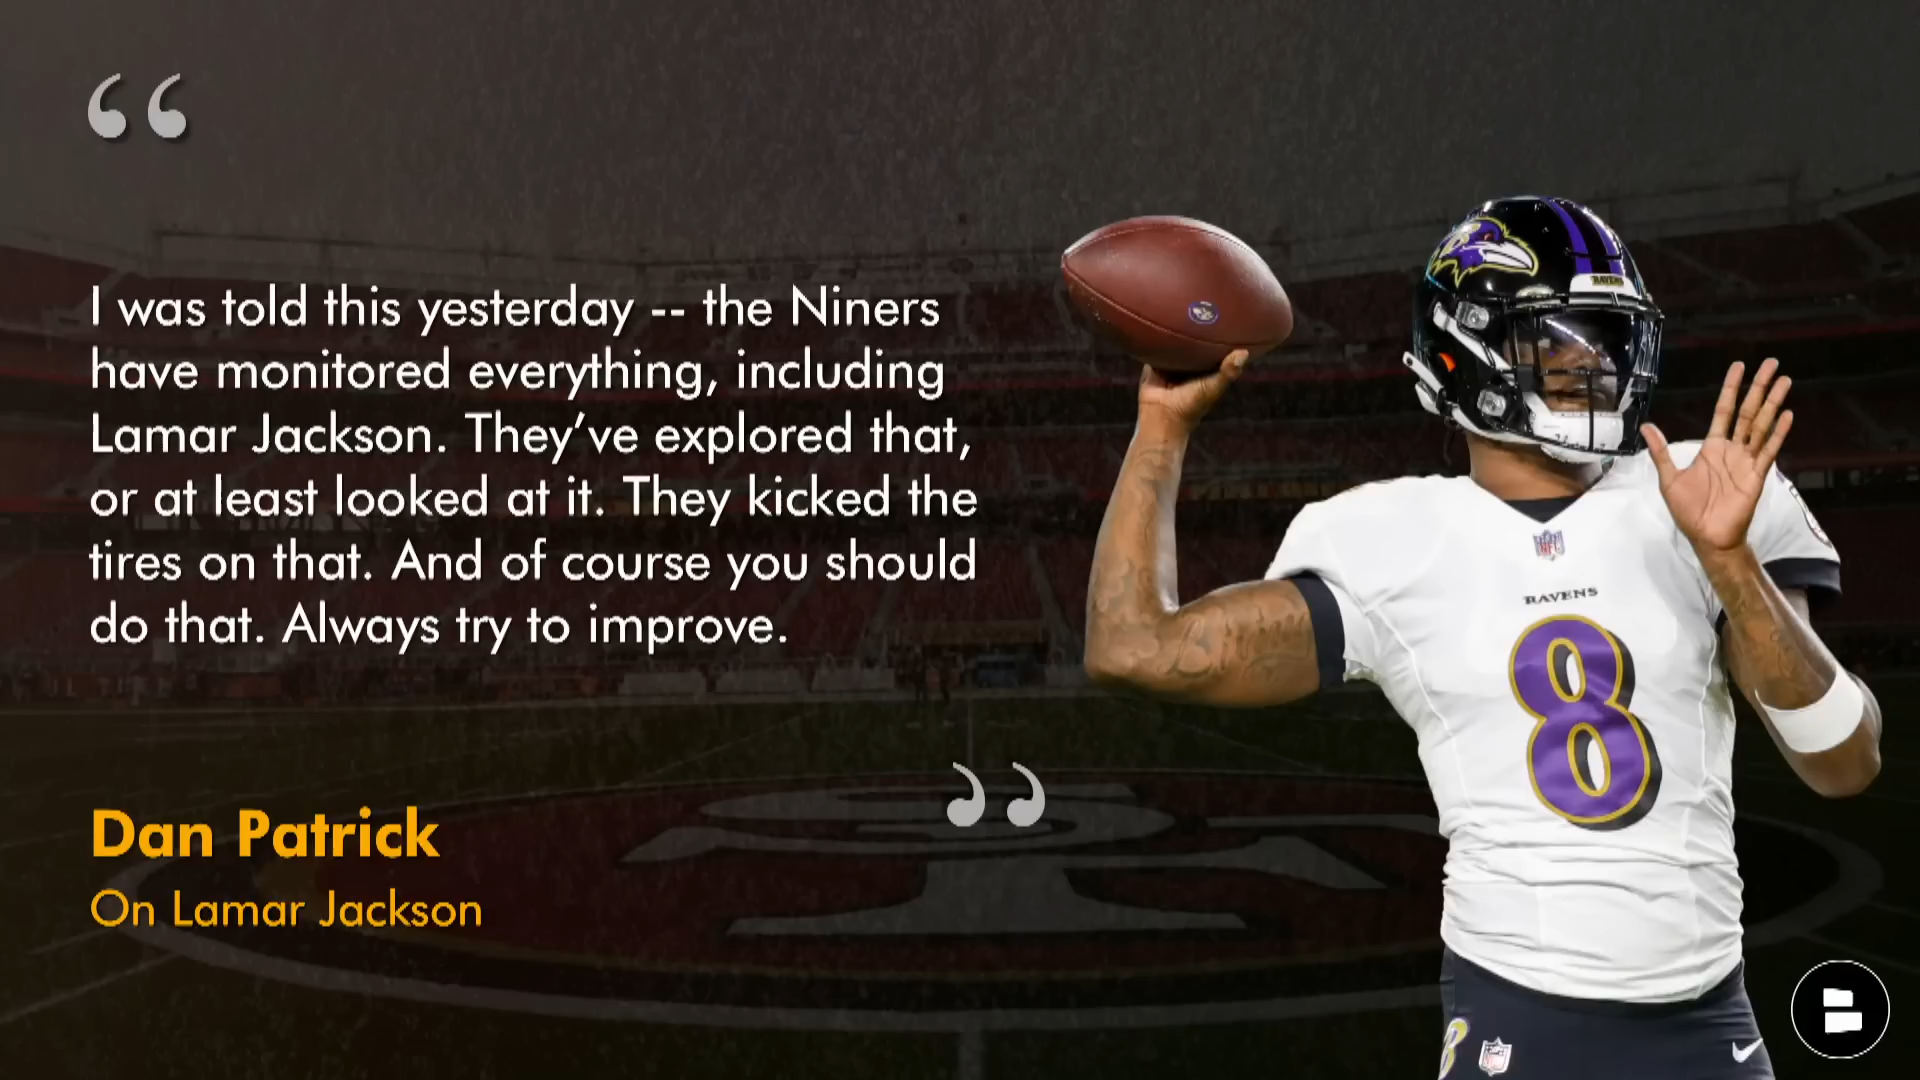 “
I was told this yesterday -- the Niners
have monitored everything, including
Lamar Jackson. They’ve explored that,
or at least looked at it. They kicked the
tires on that. And of course you should
do that. Always try to improve.
”
Dan Patrick
On Lamar Jackson
RAVENS
NFL
RAVENS
8